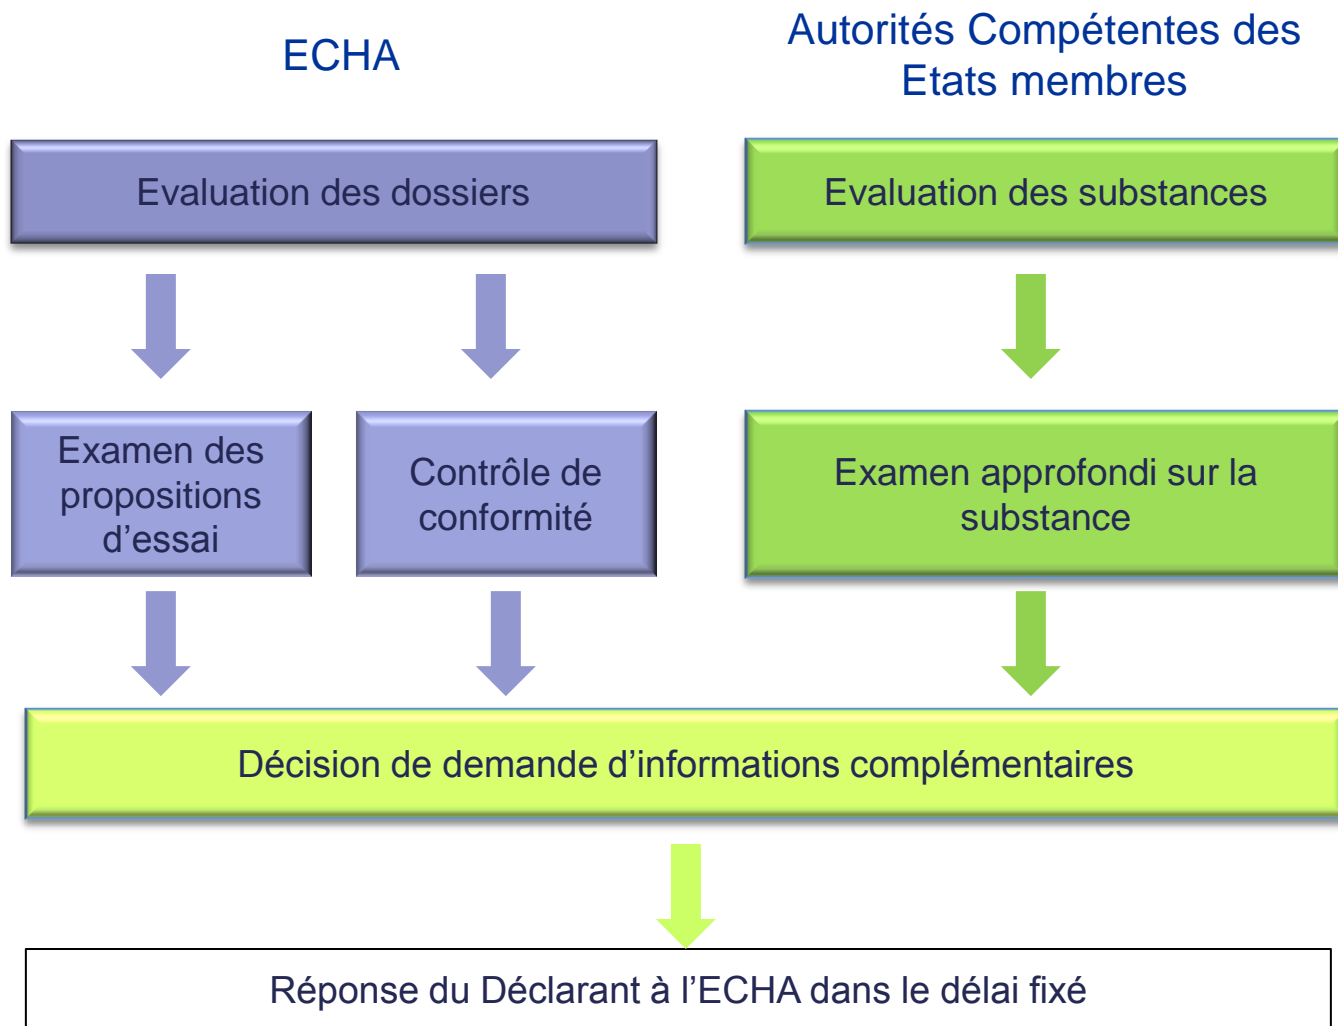 ECHA
Autorités Compétentes des
Etats membres
Evaluation des dossiers
Evaluation des substances
Examen des
propositions
d’essai
Contrôle de
conformité
Examen approfondi sur la
substance
Décision de demande d’informations complémentaires
Réponse du Déclarant à l’ECHA dans le délai fixé